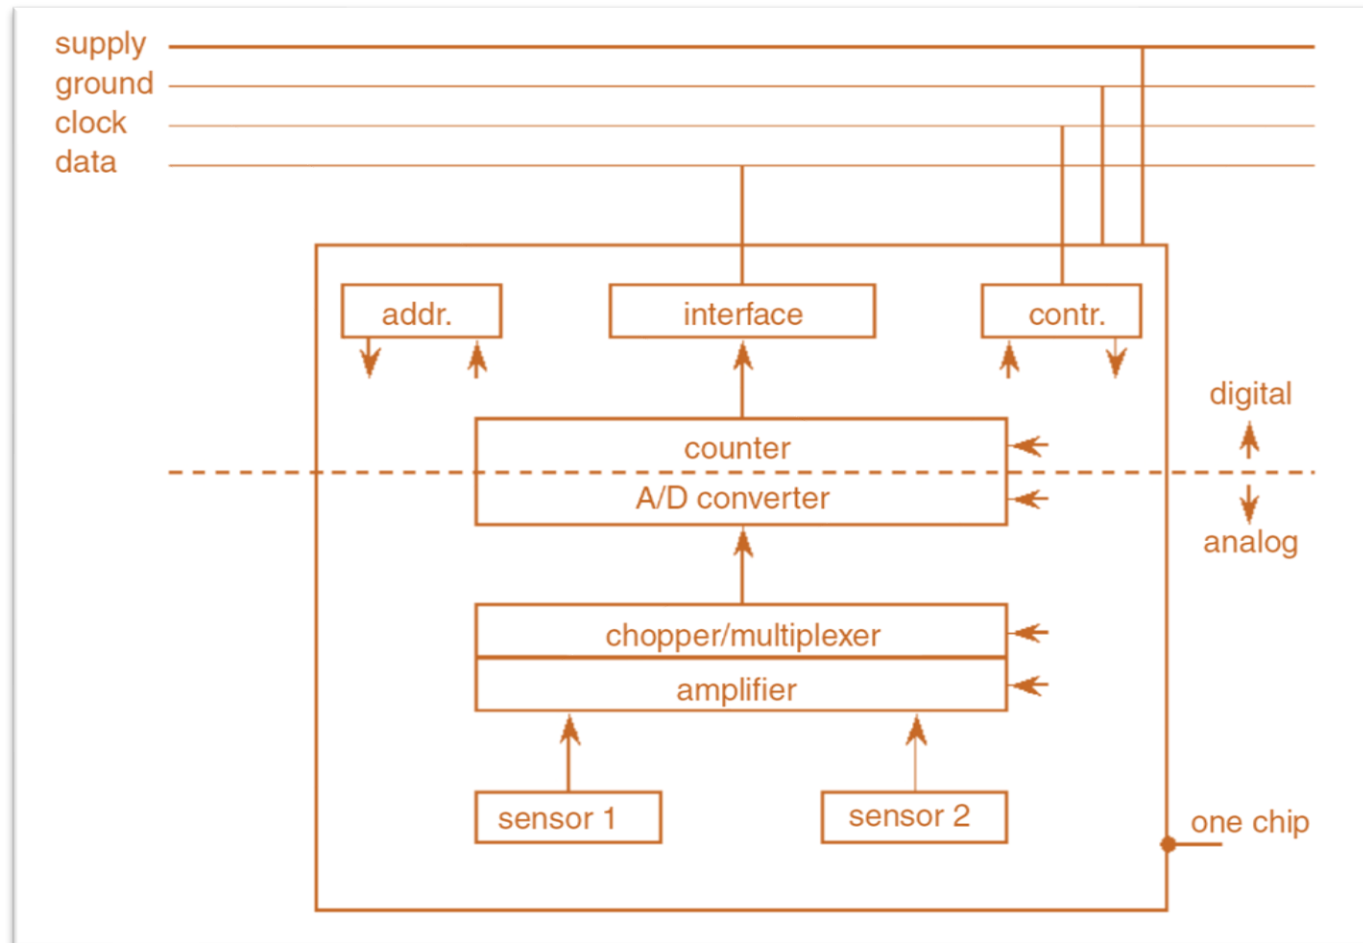 supply
ground
clock
data
addr.
interface
contr.
digital
counter
A/D converter
analog
chopper/multiplexer
amplifier
sensor 1
sensor 2
one chip